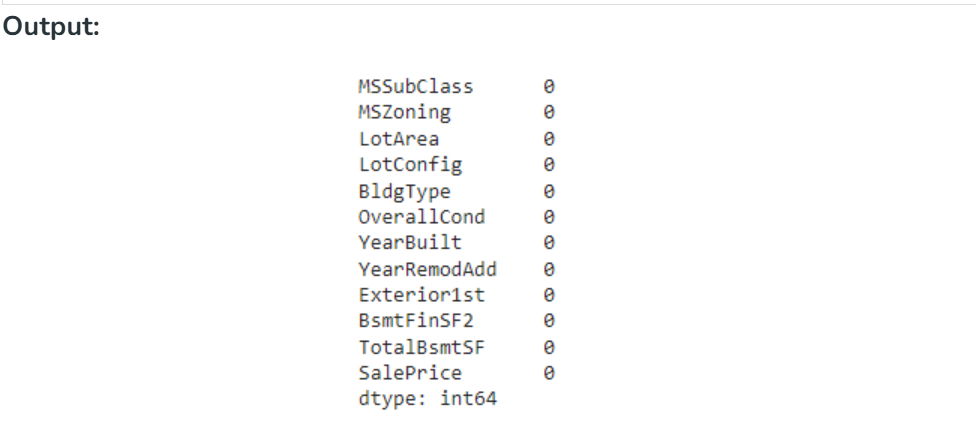 Output:
MSSubClass 0
MSZoning 0
LotArea 0
LotConfig 0
BldgType 0
OverallCond 0
YearBuilt 0
YearRemodAdd 0
Exterior1st 0
BsmtFinSF2 0
TotalBsmtSF 0
SalePrice 0
dtype: int64